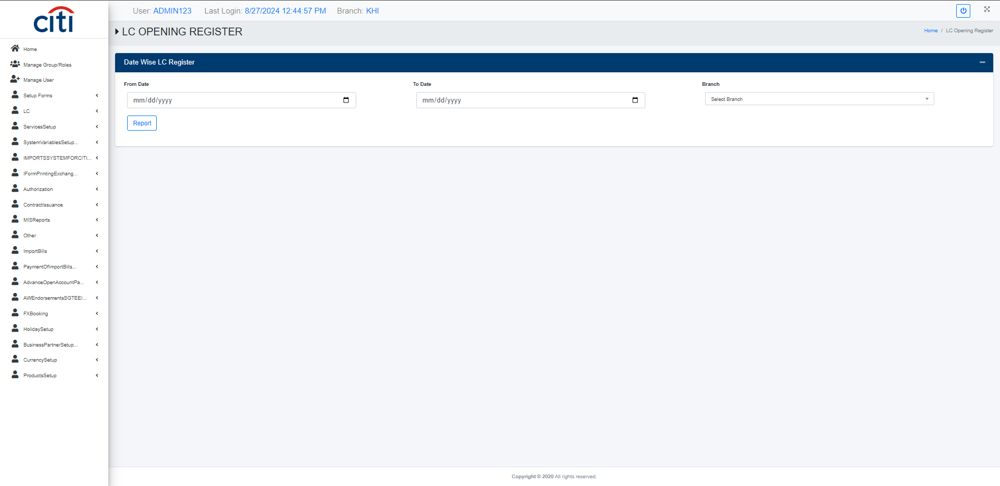 citi
User: ADMIN123 Last Login: 8/27/2024 12:44:57 PM Branch: KHI
LC OPENING REGISTER
Home / LC Opening Register
Home
Manage Group/Roles
Manage User
Setup Forms
LC
ServicesSetup
SystemVariablesSetup...
IMPORTSSYSTEMFORCITI...
IFormPrintingExchang...
Authorization
ContractIssuance
MISReports
Other
ImportBills
PaymentOfImportBills...
AdvanceOpenAccountPa...
AWEndorsementsSGTEEI...
FXBooking
HolidaySetup
BusinessPartnerSetup...
CurrencySetup
ProductsSetup
Date Wise LC Register
From Date To Date Branch
mm/dd/yyyy mm/dd/yyyy Select Branch
Report
Copyright © 2020 All rights reserved.